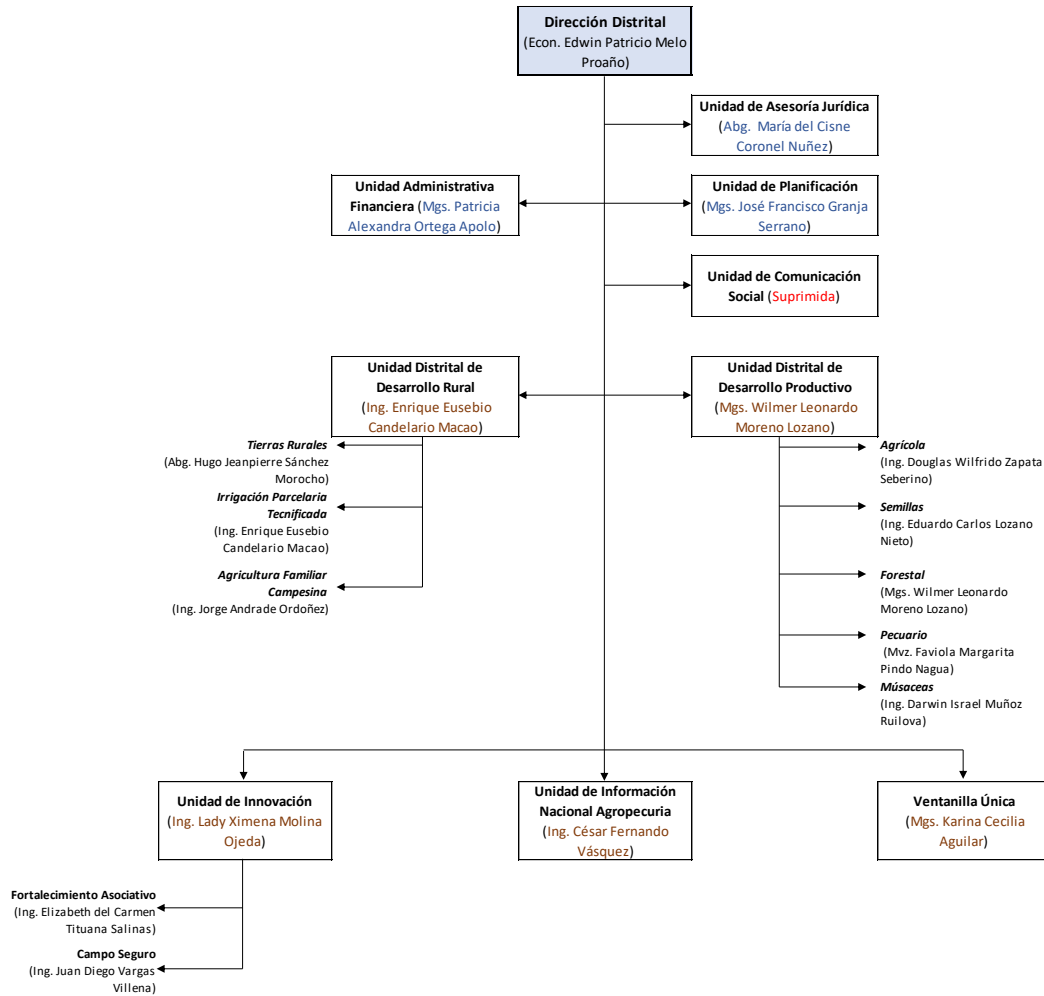 Dirección Distrital
(Econ. Edwin Patricio Melo
Proaño)
Unidad de Asesoría Jurídica
(Abg. María del Cisne
Coronel Nuñez)
Unidad Administrativa
Financiera (Mgs. Patricia
Alexandra Ortega Apolo)
Unidad de Planificación
(Mgs. José Francisco Granja
Serrano)
Unidad de Comunicación
Social (Suprimida)
Unidad Distrital de
Desarrollo Rural
(Ing. Enrique Eusebio
Candelario Macao)
Unidad Distrital de
Desarrollo Productivo
(Mgs. Wilmer Leonardo
Moreno Lozano)
Tierras Rurales
(Abg. Hugo Jeanpierre Sánchez
Morocho)
Irrigación Parcelaria
Tecnificada
(Ing. Enrique Eusebio
Candelario Macao)
Agricultura Familiar
Campesina
(Ing. Jorge Andrade Ordoñez)
Agrícola
(Ing. Douglas Wilfrido Zapata
Seberino)
Semillas
(Ing. Eduardo Carlos Lozano
Nieto)
Forestal
(Mgs. Wilmer Leonardo
Moreno Lozano)
Pecuario
(Mvz. Faviola Margarita
Pindo Nagua)
Músaceas
(Ing. Darwin Israel Muñoz
Ruilova)
Unidad de Innovación
(Ing. Lady Ximena Molina
Ojeda)
Unidad de Información
Nacional Agropecuria
(Ing. César Fernando
Vásquez)
Ventanilla Única
(Mgs. Karina Cecilia
Aguilar)
Fortalecimiento Asociativo
(Ing. Elizabeth del Carmen
Tituana Salinas)
Campo Seguro
(Ing. Juan Diego Vargas
Villena)